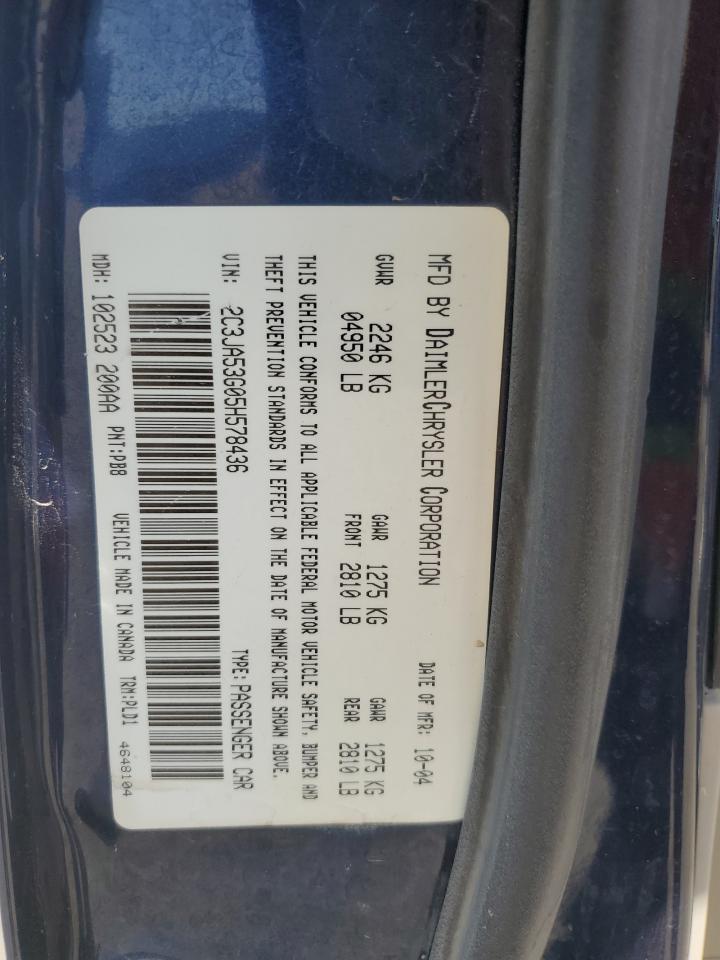 MFD BY DAIMLERCHRYSLER CORPORATION DATE OF MFR: 10-04
GVWR 2246 KG GAWR 1275 KG GAWR 1275 KG
04950 LB FRONT 2810 LB REAR 2810 LB
THIS VEHICLE CONFORMS TO ALL APPLICABLE FEDERAL MOTOR VEHICLE SAFETY, BUMPER AND
THEFT PREVENTION STANDARDS IN EFFECT ON THE DATE OF MANUFACTURE SHOWN ABOVE.
VIN: 2C3JA53G05H578436 TYPE: PASSENGER CAR
MDH: 102523 200AA PNT:PB8 VEHICLE MADE IN CANADA TRM:PLD1 4648104